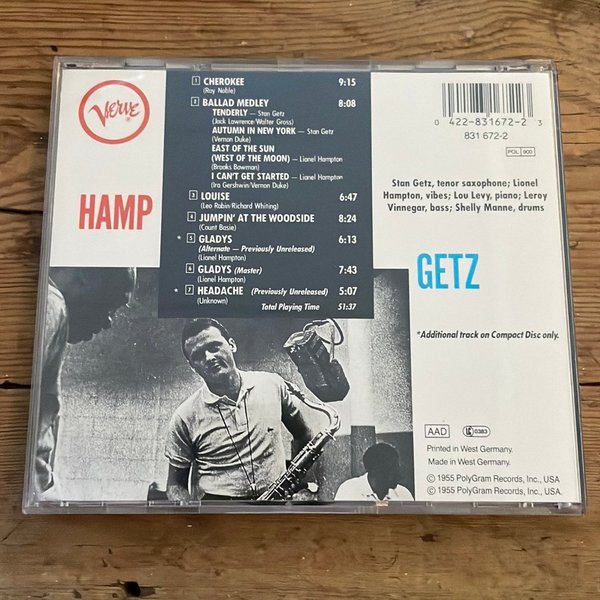 Verve
HAMP
1 CHEROKEE 9:15
(Ray Noble)
2 BALLAD MEDLEY 8:08
TENDERLY — Stan Getz
(Jack Lawrence/Walter Gross)
AUTUMN IN NEW YORK — Stan Getz
(Vernon Duke)
EAST OF THE SUN
(WEST OF THE MOON) — Lionel Hampton
(Brooks Bowman)
I CAN'T GET STARTED — Lionel Hampton
(Ira Gershwin/Vernon Duke)
3 LOUISE 6:47
(Leo Robin/Richard Whiting)
4 JUMPIN' AT THE WOODSIDE 8:24
(Count Basie)
* 5 GLADYS 6:13
(Alternate — Previously Unreleased)
(Lionel Hampton)
6 GLADYS (Master) 7:43
(Lionel Hampton)
* 7 HEADACHE (Previously Unreleased) 5:07
(Unknown)
Total Playing Time 51:37
0 422-831672-2 3
831 672-2
POL 900
Stan Getz, tenor saxophone; Lionel
Hampton, vibes; Lou Levy, piano; Leroy
Vinnegar, bass; Shelly Manne, drums
GETZ
*Additional track on Compact Disc only.
AAD 0383
Printed in West Germany.
Made in West Germany.
℗ 1955 PolyGram Records, Inc., USA
© 1955 PolyGram Records, Inc., USA